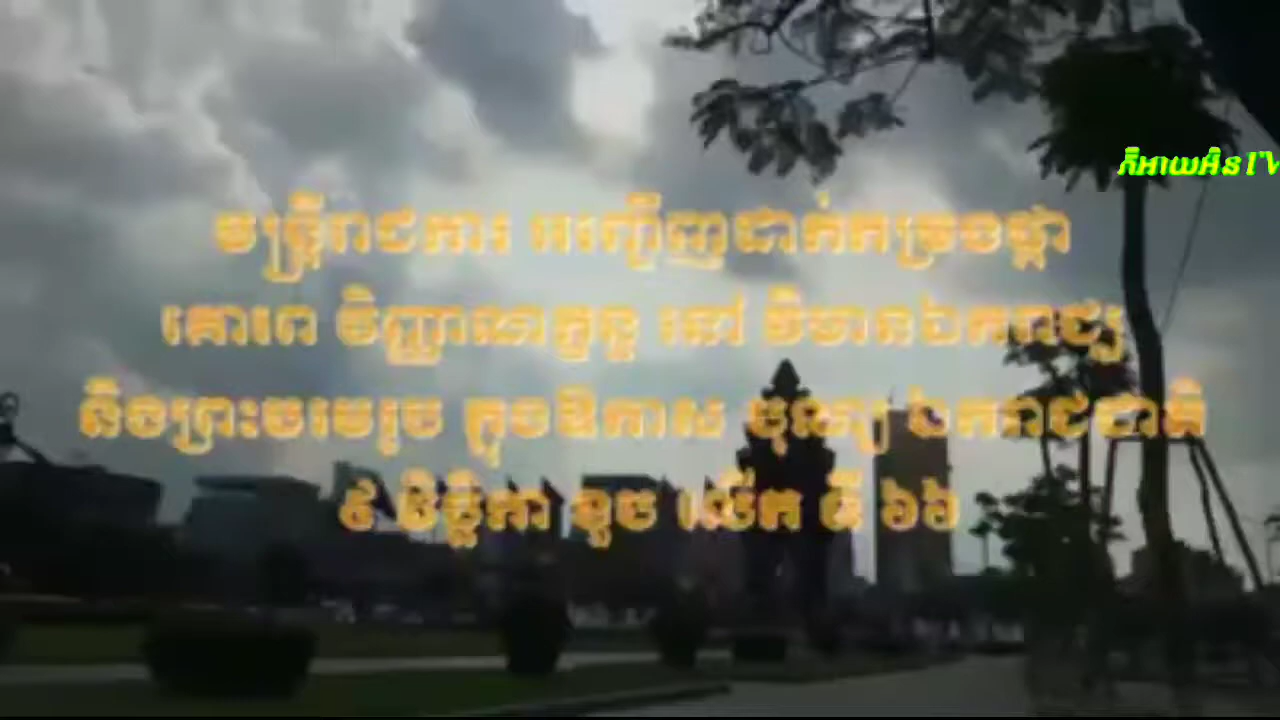 មន្ត្រីរាជការ អញ្ជើញដាក់កម្រងផ្កា
គោរព វិញ្ញាណក្ខន្ធ នៅ វិមានឯករាជ្យ
និងព្រះបរមរូប ក្នុងឱកាស បុណ្យ ឯករាជជាតិ
៩ វិច្ឆិកា ខួប លើក ទី ៦៦